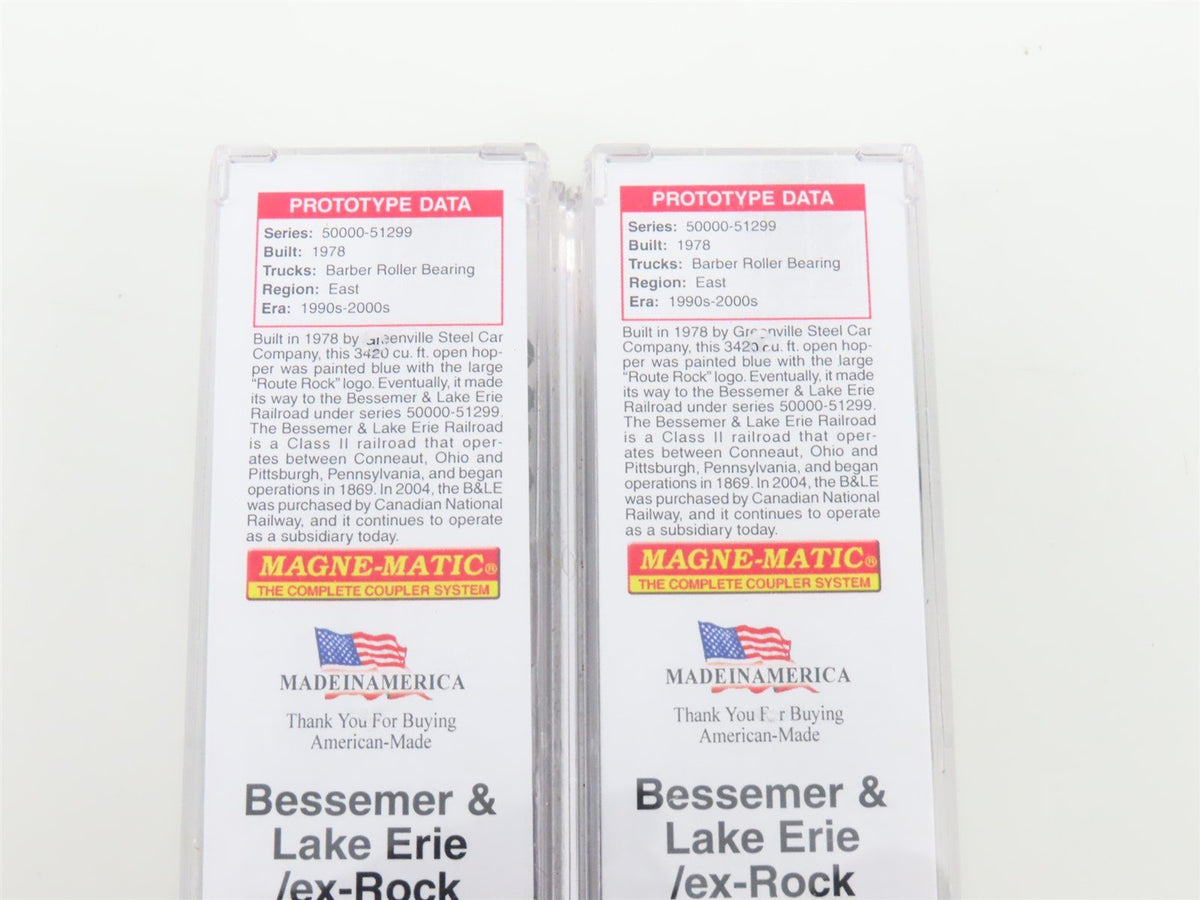 PROTOTYPE DATA
Series: 50000-51299
Built: 1978
Trucks: Barber Roller Bearing
Region: East
Era: 1990s-2000s
Built in 1978 by Greenville Steel Car
Company, this 3420 cu. ft. open hop-
per was painted blue with the large
"Route Rock" logo. Eventually, it made
its way to the Bessemer & Lake Erie
Railroad under series 50000-51299.
The Bessemer & Lake Erie Railroad
is a Class II railroad that oper-
ates between Conneaut, Ohio and
Pittsburgh, Pennsylvania, and began
operations in 1869. In 2004, the B&LE
was purchased by Canadian National
Railway, and it continues to operate
as a subsidiary today.
MAGNE-MATIC®
THE COMPLETE COUPLER SYSTEM
MADEINAMERICA
Thank You For Buying
American-Made
Bessemer &
Lake Erie
/ex-Rock
PROTOTYPE DATA
Series: 50000-51299
Built: 1978
Trucks: Barber Roller Bearing
Region: East
Era: 1990s-2000s
Built in 1978 by Greenville Steel Car
Company, this 3420 cu. ft. open hop-
per was painted blue with the large
"Route Rock" logo. Eventually, it made
its way to the Bessemer & Lake Erie
Railroad under series 50000-51299.
The Bessemer & Lake Erie Railroad
is a Class II railroad that oper-
ates between Conneaut, Ohio and
Pittsburgh, Pennsylvania, and began
operations in 1869. In 2004, the B&LE
was purchased by Canadian National
Railway, and it continues to operate
as a subsidiary today.
MAGNE-MATIC®
THE COMPLETE COUPLER SYSTEM
MADEINAMERICA
Thank You For Buying
American-Made
Bessemer &
Lake Erie
/ex-Rock